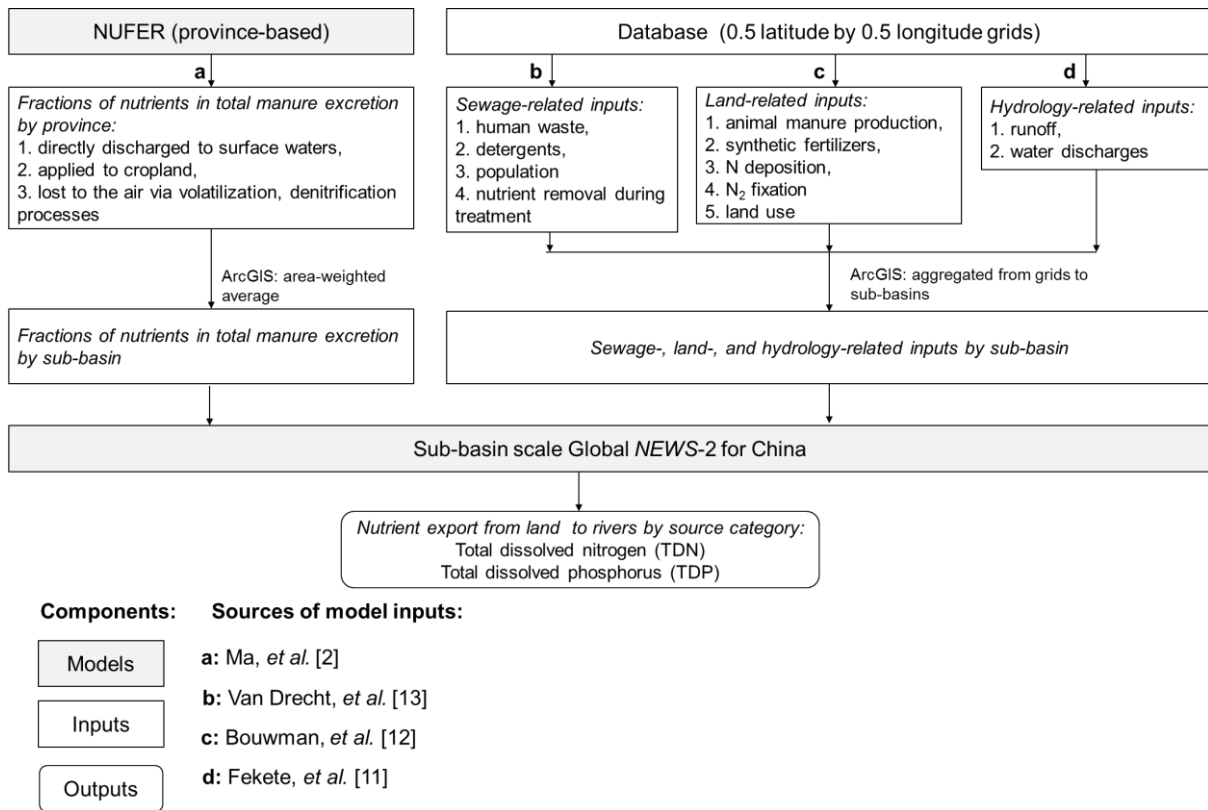 NUFER (province-based)
Database (0.5 latitude by 0.5 longitude grids)
a
b
c
d
Fractions of nutrients in total manure excretion
by province:
1. directly discharged to surface waters,
2. applied to cropland,
3. lost to the air via volatilization, denitrification
processes
Sewage-related inputs:
1. human waste,
2. detergents,
3. population
4. nutrient removal during
treatment
Land-related inputs:
1. animal manure production,
2. synthetic fertilizers,
3. N deposition,
4. N₂ fixation
5. land use
Hydrology-related inputs:
1. runoff,
2. water discharges
ArcGIS: area-weighted
average
ArcGIS: aggregated from grids to
sub-basins
Fractions of nutrients in total manure excretion
by sub-basin
Sewage-, land-, and hydrology-related inputs by sub-basin
Sub-basin scale Global NEWS-2 for China
Nutrient export from land to rivers by source category:
Total dissolved nitrogen (TDN)
Total dissolved phosphorus (TDP)
Components:
Models
Inputs
Outputs
Sources of model inputs:
a: Ma, et al. [2]
b: Van Drecht, et al. [13]
c: Bouwman, et al. [12]
d: Fekete, et al. [11]